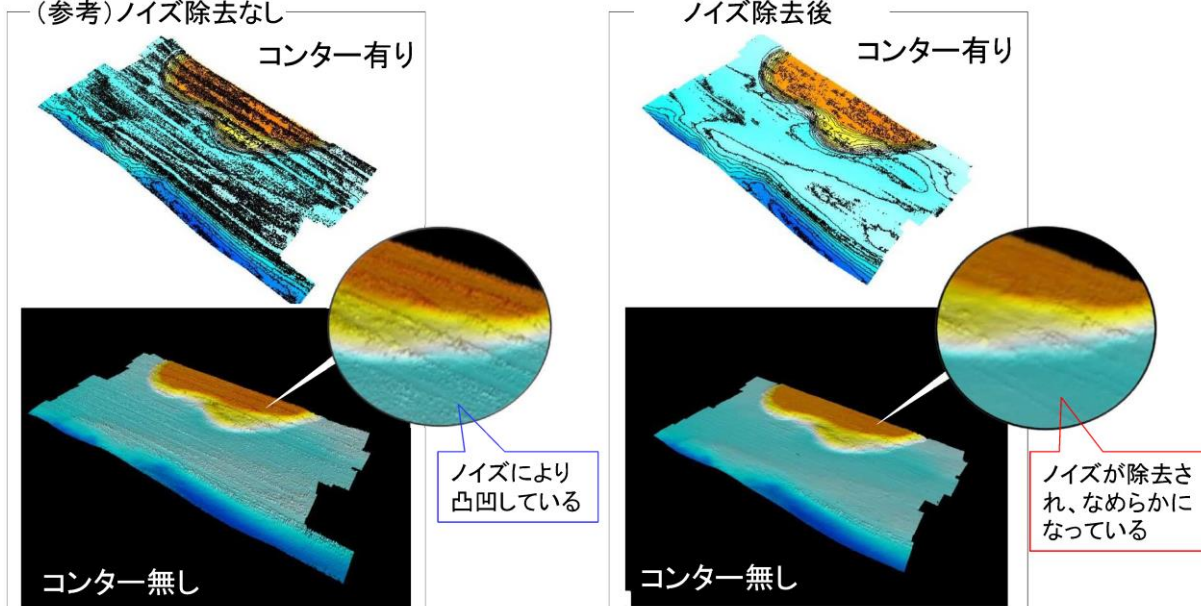 （参考）ノイズ除去なし
コンター有り
ノイズにより
凸凹している
コンター無し
ノイズ除去後
コンター有り
ノイズが除去さ
れ、なめらかに
なっている
コンター無し